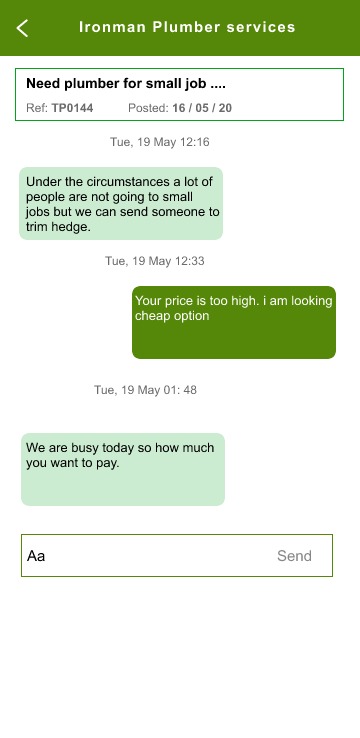 Ironman Plumber services
Need plumber for small job ....
Ref: TP0144 Posted: 16 / 05 / 20
Tue, 19 May 12:16
Under the circumstances a lot of
people are not going to small
jobs but we can send someone to
trim hedge.
Tue, 19 May 12:33
Your price is too high. i am looking
cheap option
Tue, 19 May 01: 48
We are busy today so how much
you want to pay.
Aa Send